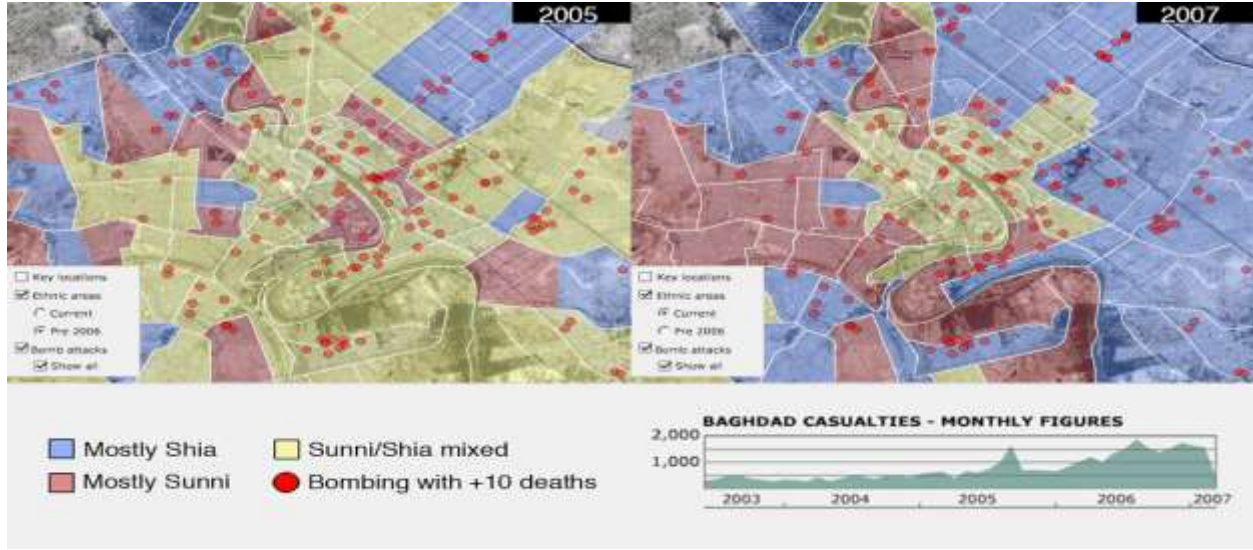 2005
Key locations
Ethnic areas
Current
Pre 2006
Bomb attacks
Show all
2007
Key locations
Ethnic areas
Current
Pre 2006
Bomb attacks
Show all
Mostly Shia
Sunni/Shia mixed
Mostly Sunni
Bombing with +10 deaths
BAGHDAD CASUALTIES - MONTHLY FIGURES
2,000
1,000
2003 2004 2005 2006 2007